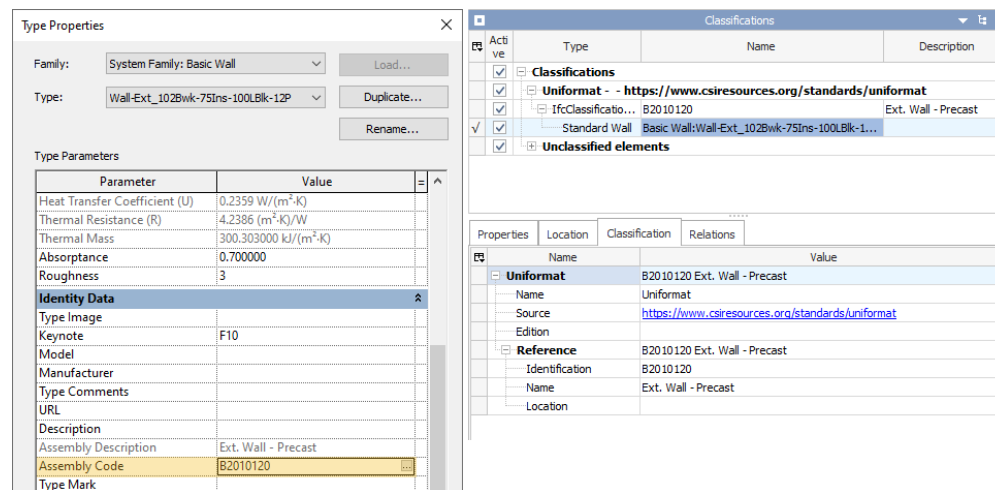 Type Properties
Family: System Family: Basic Wall Load...
Type: Wall-Ext_102Bwk-75Ins-100LBlk-12P Duplicate...
Rename...
Type Parameters
Parameter Value =
Heat Transfer Coefficient (U) 0.2359 W/(m²·K)
Thermal Resistance (R) 4.2386 (m²·K)/W
Thermal Mass 300.303000 kJ/(m²·K)
Absorptance 0.700000
Roughness 3
Identity Data
Type Image
Keynote F10
Model
Manufacturer
Type Comments
URL
Description
Assembly Description Ext. Wall - Precast
Assembly Code B2010120 ...
Type Mark
Classifications
Active Type Name Description
Classifications
Uniformat - - https://www.csiresources.org/standards/uniformat
IfcClassificatio... B2010120 Ext. Wall - Precast
Standard Wall Basic Wall:Wall-Ext_102Bwk-75Ins-100LBlk-1...
Unclassified elements
Properties Location Classification Relations
Name Value
Uniformat B2010120 Ext. Wall - Precast
Name Uniformat
Source https://www.csiresources.org/standards/uniformat
Edition
Reference B2010120 Ext. Wall - Precast
Identification B2010120
Name Ext. Wall - Precast
Location